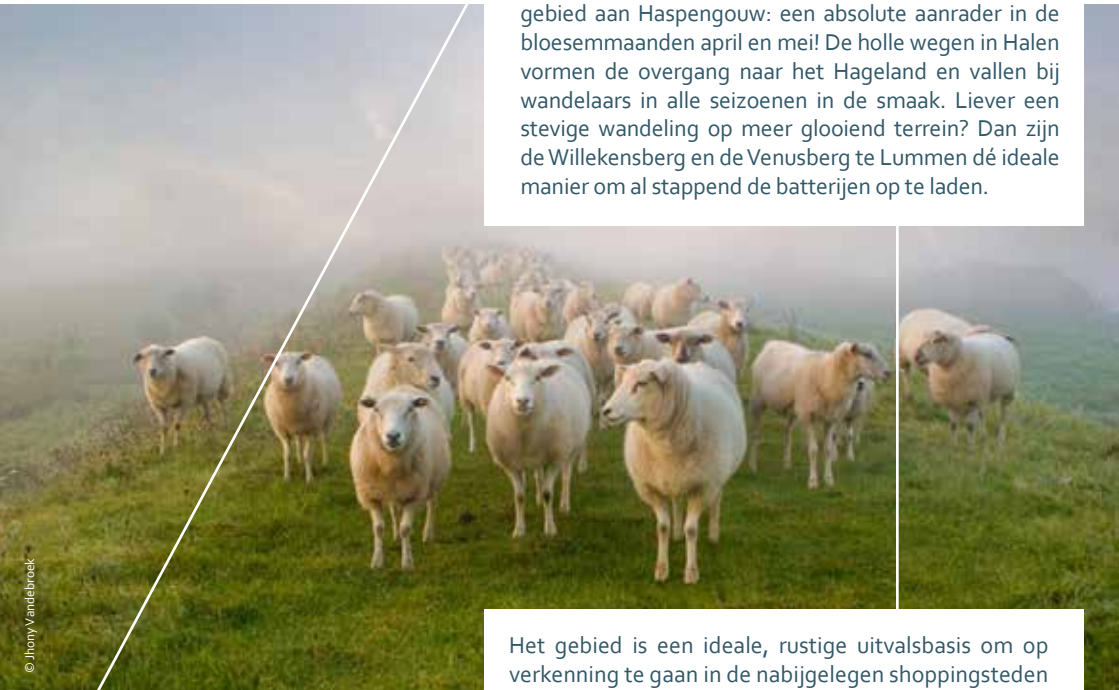 gebied aan Haspengouw: een absolute aanrader in de
bloesemmaanden april en mei! De holle wegen in Halen
vormen de overgang naar het Hageland en vallen bij
wandelaars in alle seizoenen in de smaak. Liever een
stevige wandeling op meer glooiend terrein? Dan zijn
de Willekensberg en de Venusberg te Lummen dé ideale
manier om al stappend de batterijen op te laden.
© Jhony Vandebroek
Het gebied is een ideale, rustige uitvalsbasis om op
verkenning te gaan in de nabijgelegen shoppingsteden